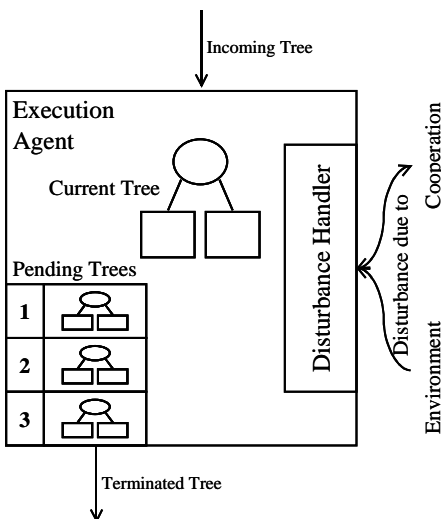 Incoming Tree
Execution
Agent
Current Tree
Pending Trees
1
2
3
Disturbance Handler
Disturbance due to
Cooperation
Environment
Terminated Tree